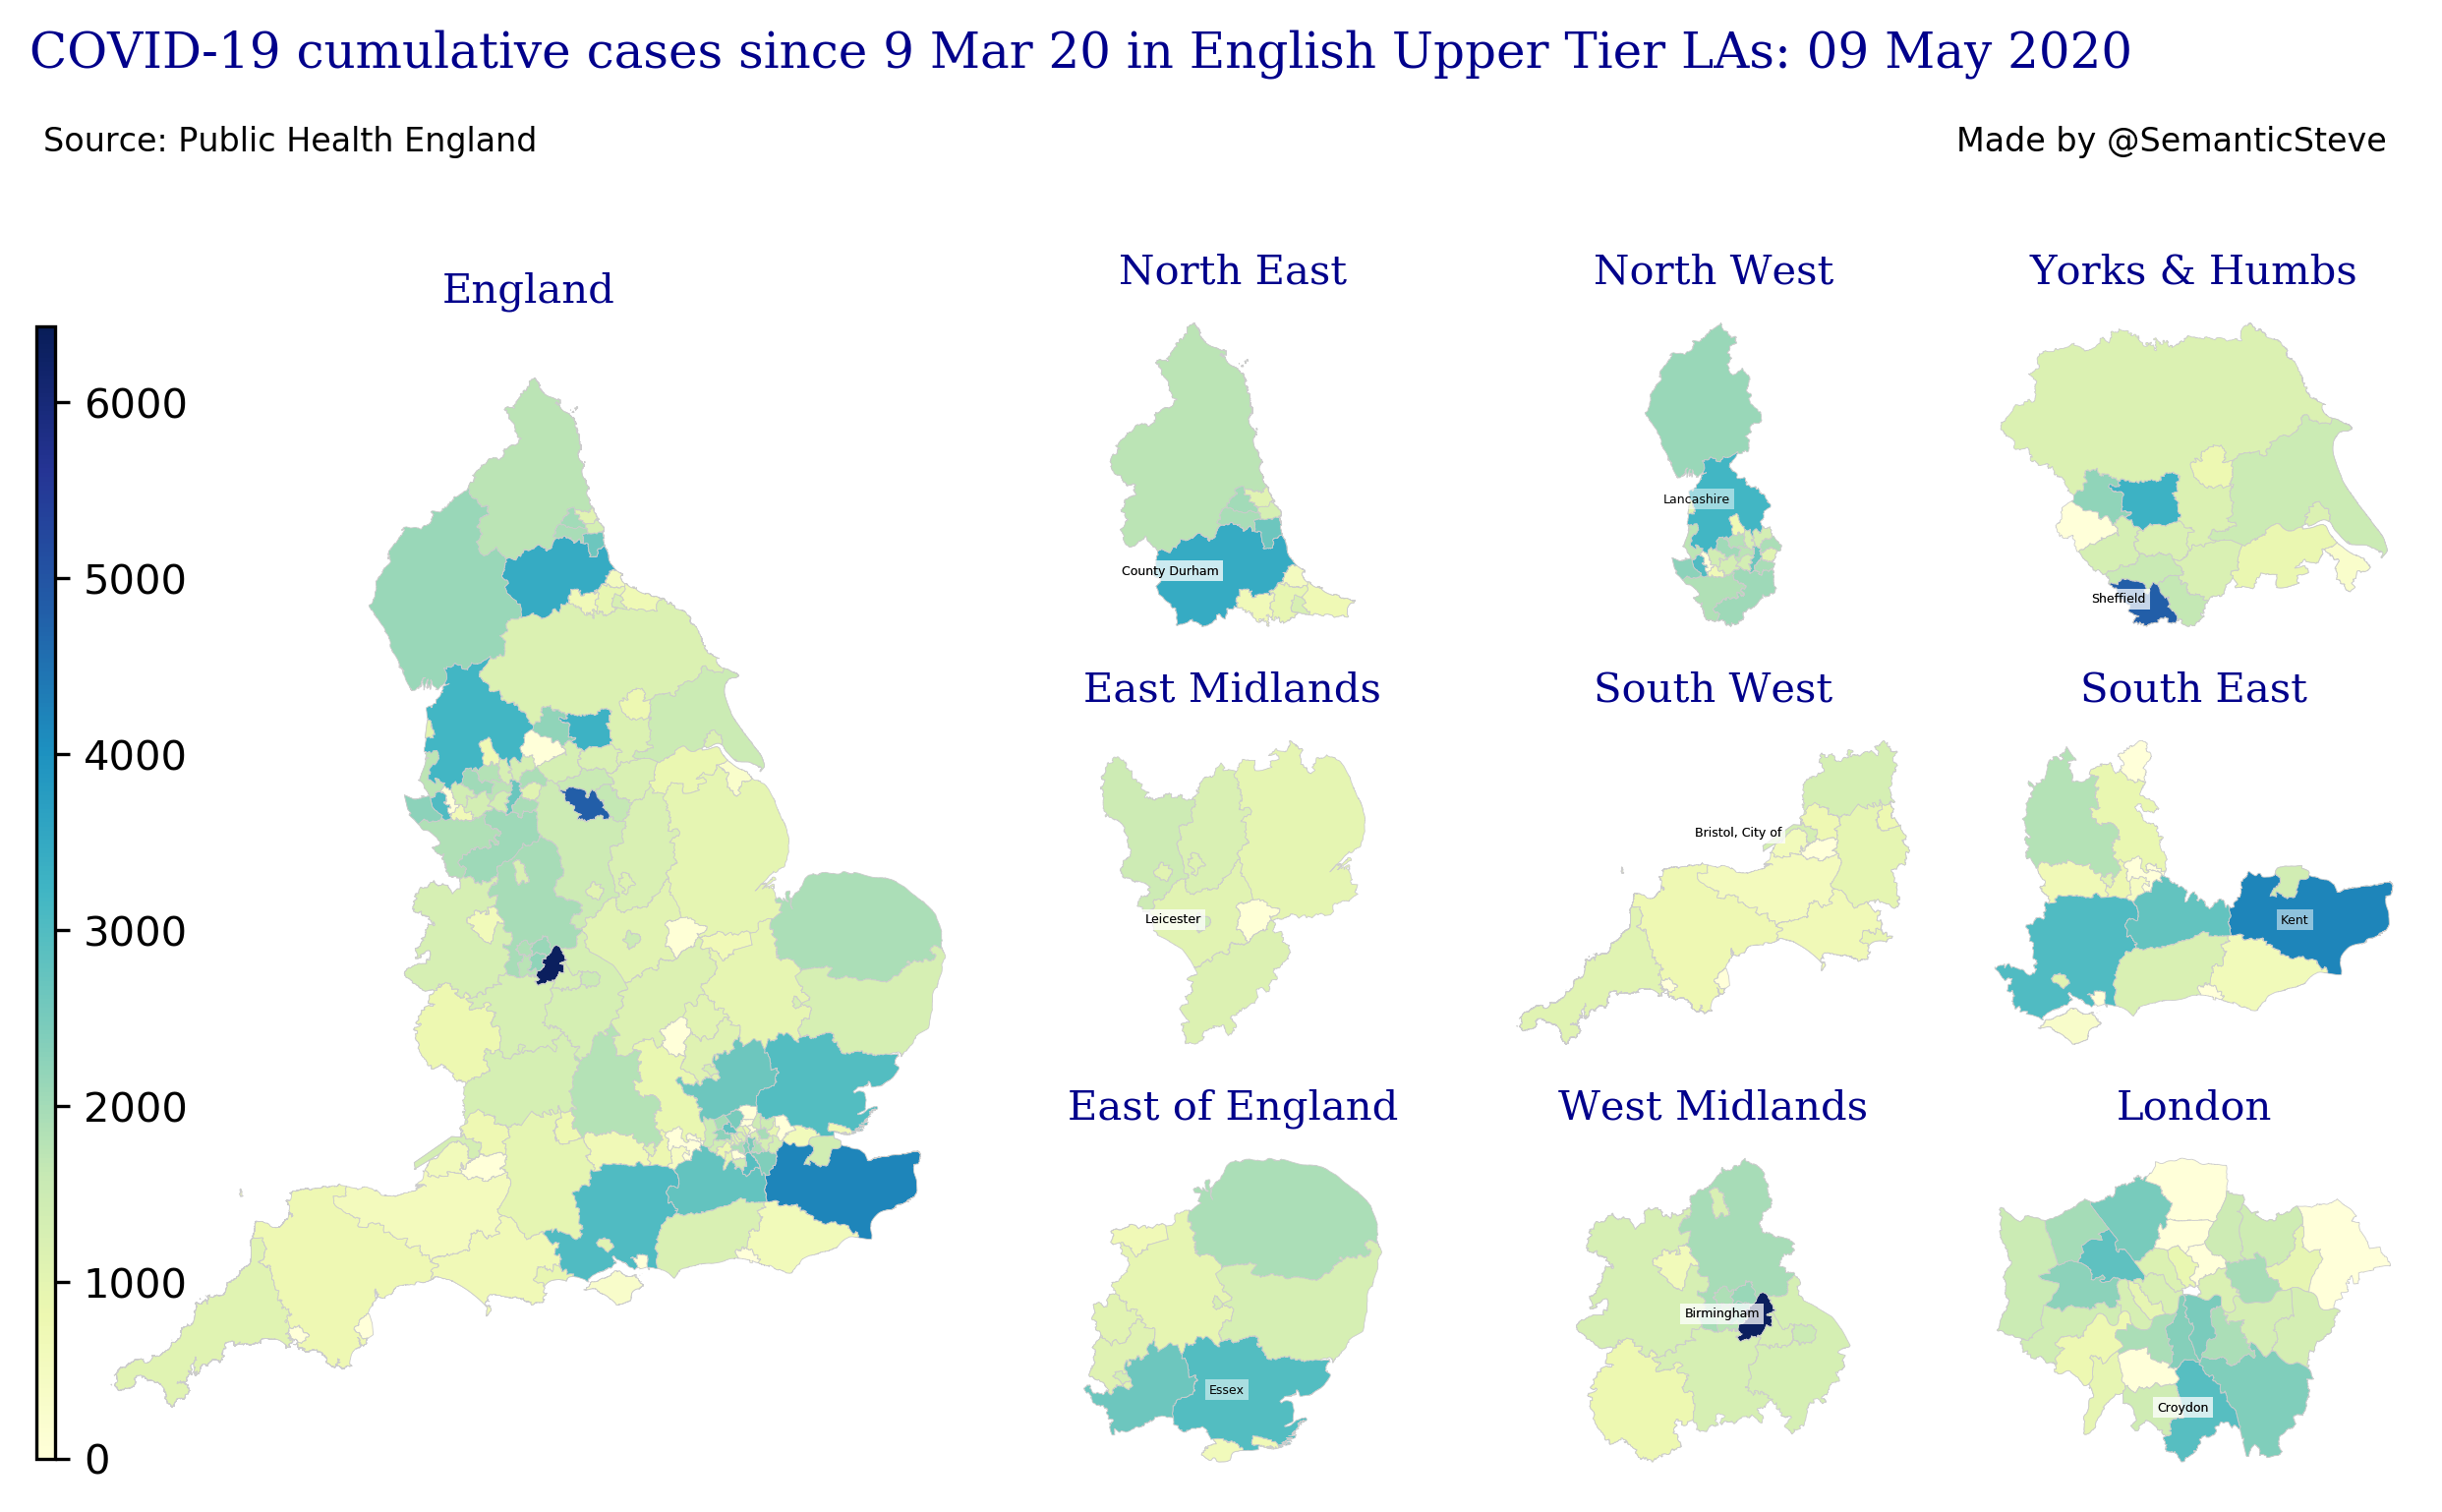 COVID-19 cumulative cases since 9 Mar 20 in English Upper Tier LAs: 09 May 2020
Source: Public Health England
Made by @SemanticSteve
England
6000
5000
4000
3000
2000
1000
0
North East
County Durham
North West
Lancashire
Yorks & Humbs
Sheffield
East Midlands
Leicester
South West
Bristol, City of
South East
Kent
East of England
Essex
West Midlands
Birmingham
London
Croydon